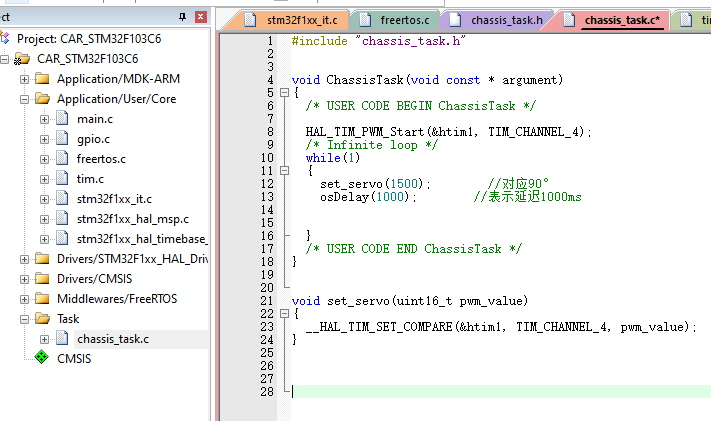 ect
Project: CAR_STM32F103C6
CAR_STM32F103C6
Application/MDK-ARM
Application/User/Core
main.c
gpio.c
freertos.c
tim.c
stm32f1xx_it.c
stm32f1xx_hal_msp.c
stm32f1xx_hal_timebase_
Drivers/STM32F1xx_HAL_Driv
Drivers/CMSIS
Middlewares/FreeRTOS
Task
chassis_task.c
CMSIS
stm32f1xx_it.c
freertos.c
chassis_task.h
chassis_task.c*
tim
1 #include "chassis_task.h"
2
3
4 void ChassisTask(void const * argument)
5 {
6 /* USER CODE BEGIN ChassisTask */
7
8 HAL_TIM_PWM_Start(&htim1, TIM_CHANNEL_4);
9 /* Infinite loop */
10 while(1)
11 {
12 set_servo(1500); //对应90°
13 osDelay(1000); //表示延迟1000ms
14
15
16 }
17 /* USER CODE END ChassisTask */
18 }
19
20
21 void set_servo(uint16_t pwm_value)
22 {
23 __HAL_TIM_SET_COMPARE(&htim1, TIM_CHANNEL_4, pwm_value);
24 }
25
26
27
28